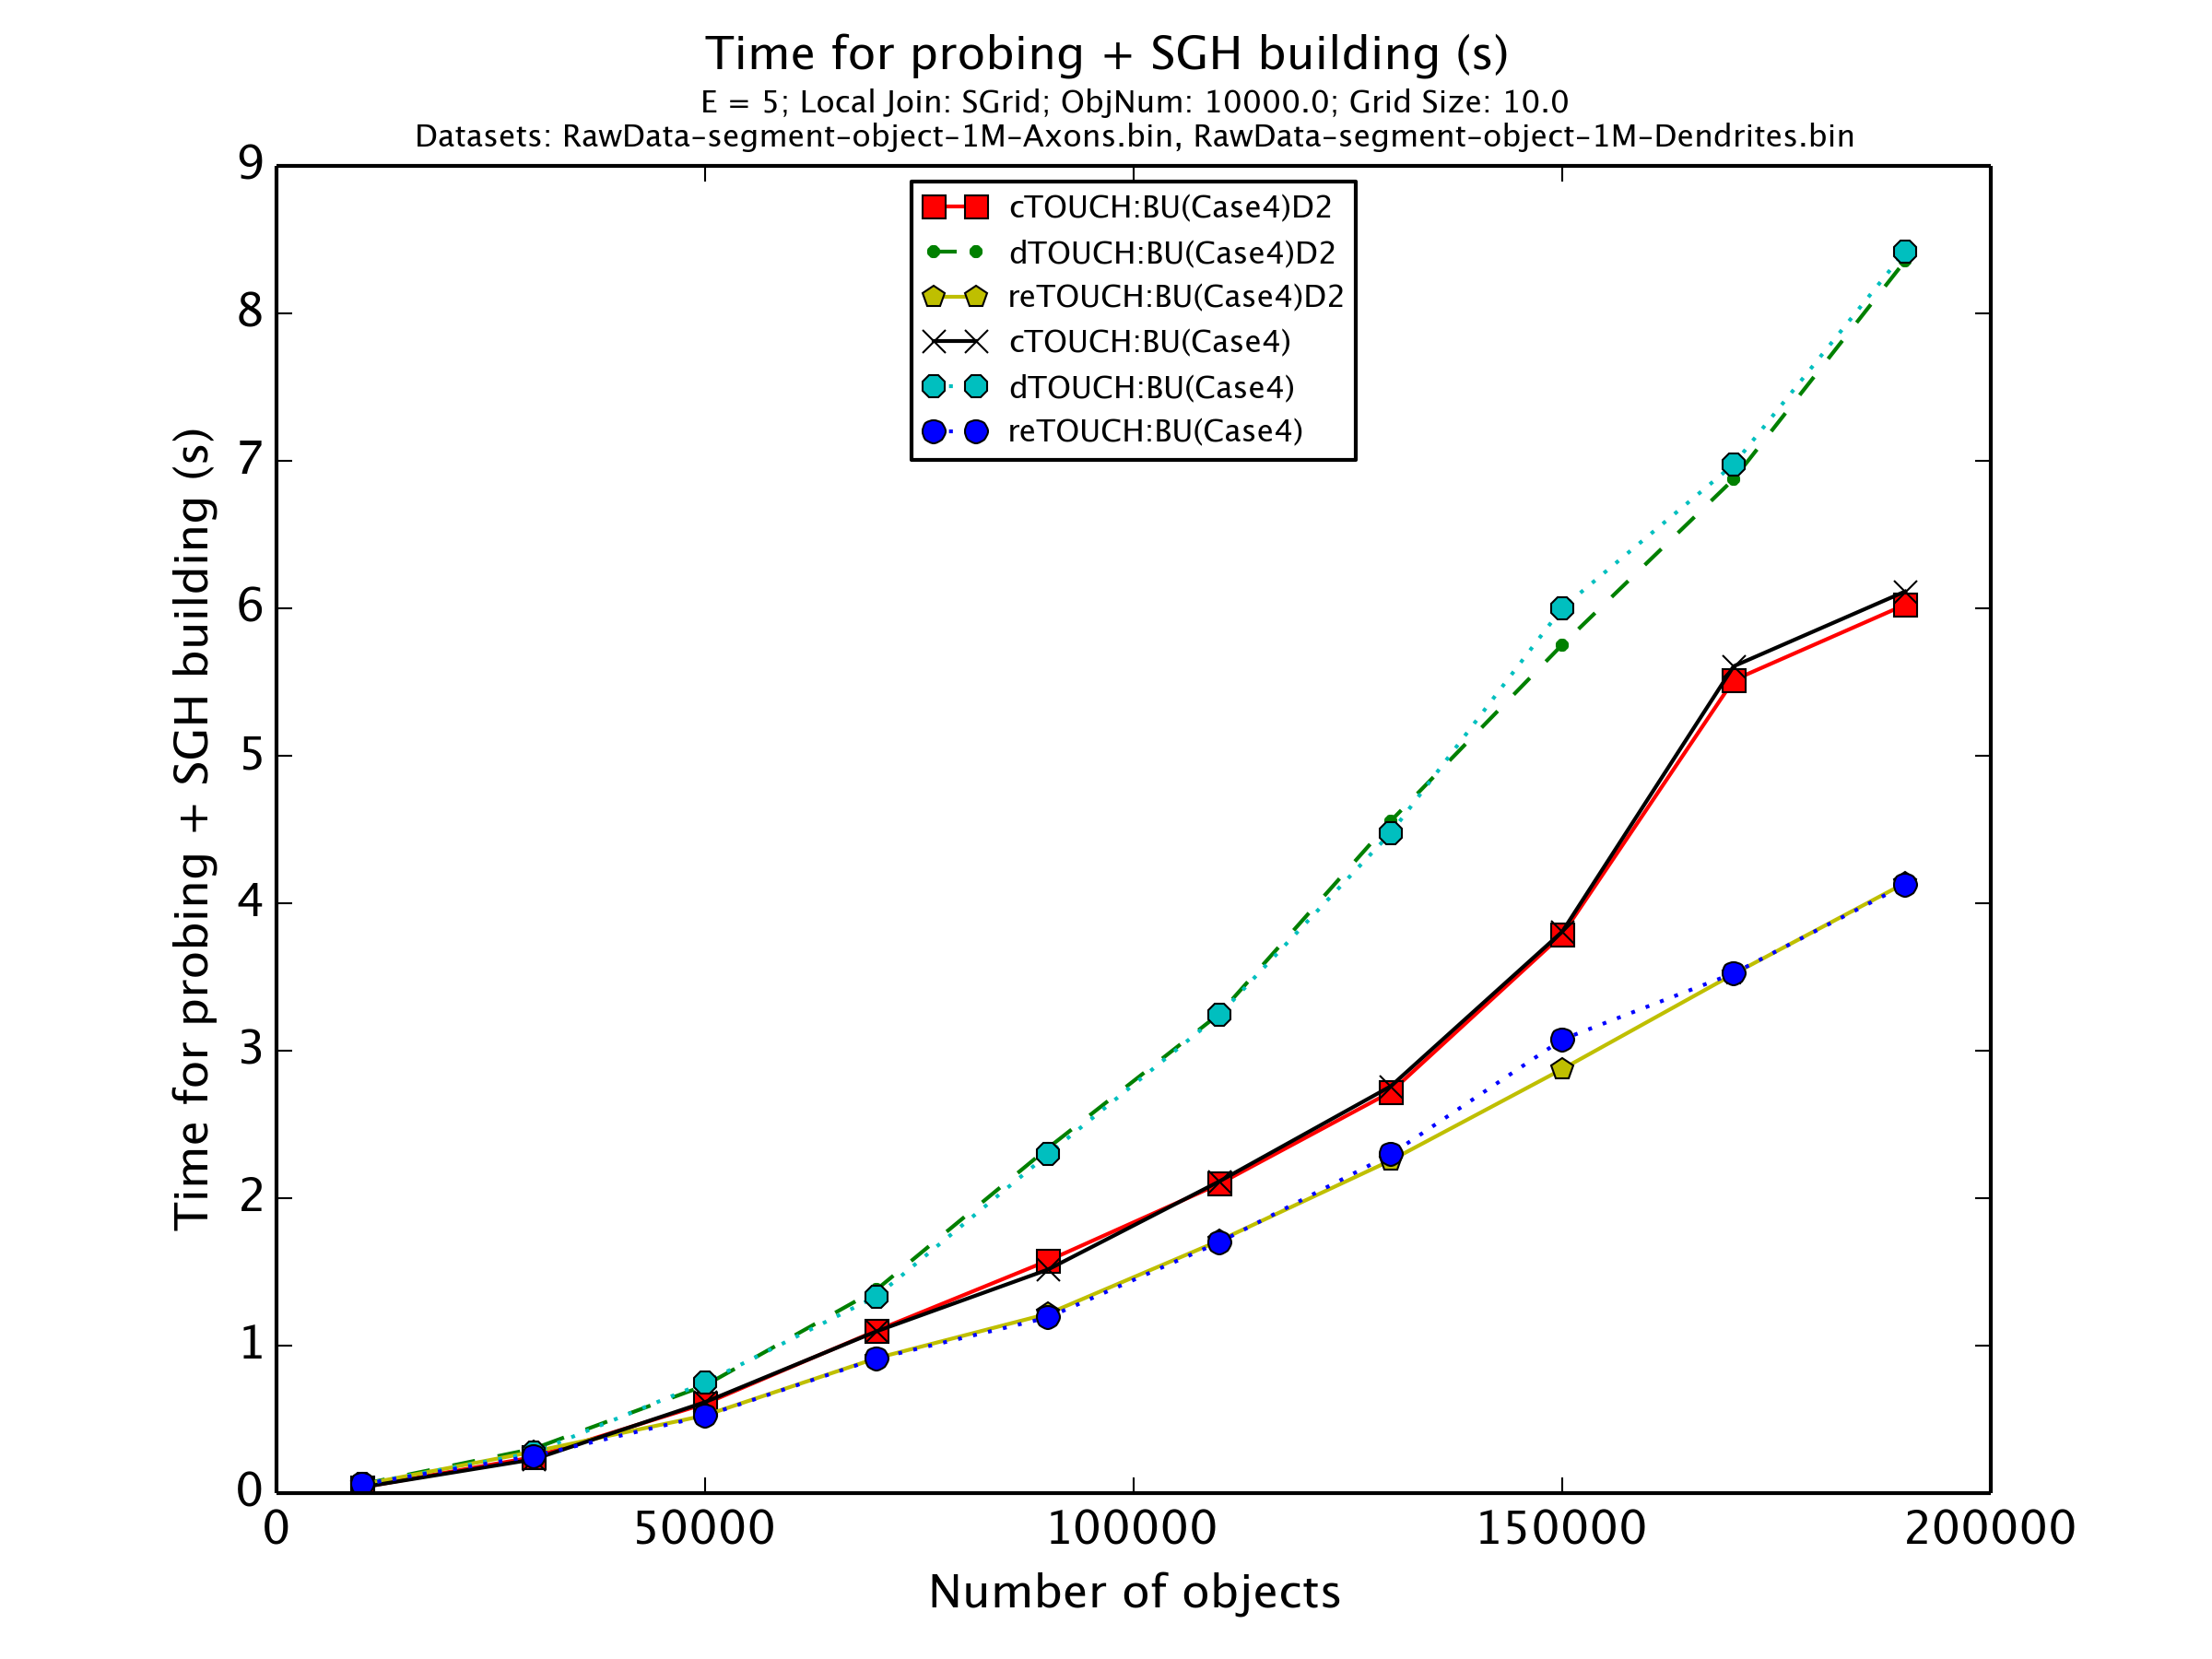 Time for probing + SGH building (s)
E = 5; Local Join: SGrid; ObjNum: 10000.0; Grid Size: 10.0
Datasets: RawData-segment-object-1M-Axons.bin, RawData-segment-object-1M-Dendrites.bin
cTOUCH:BU(Case4)D2
dTOUCH:BU(Case4)D2
reTOUCH:BU(Case4)D2
cTOUCH:BU(Case4)
dTOUCH:BU(Case4)
reTOUCH:BU(Case4)
Time for probing + SGH building (s)
9
8
7
6
5
4
3
2
1
0
0 50000 100000 150000 200000
Number of objects